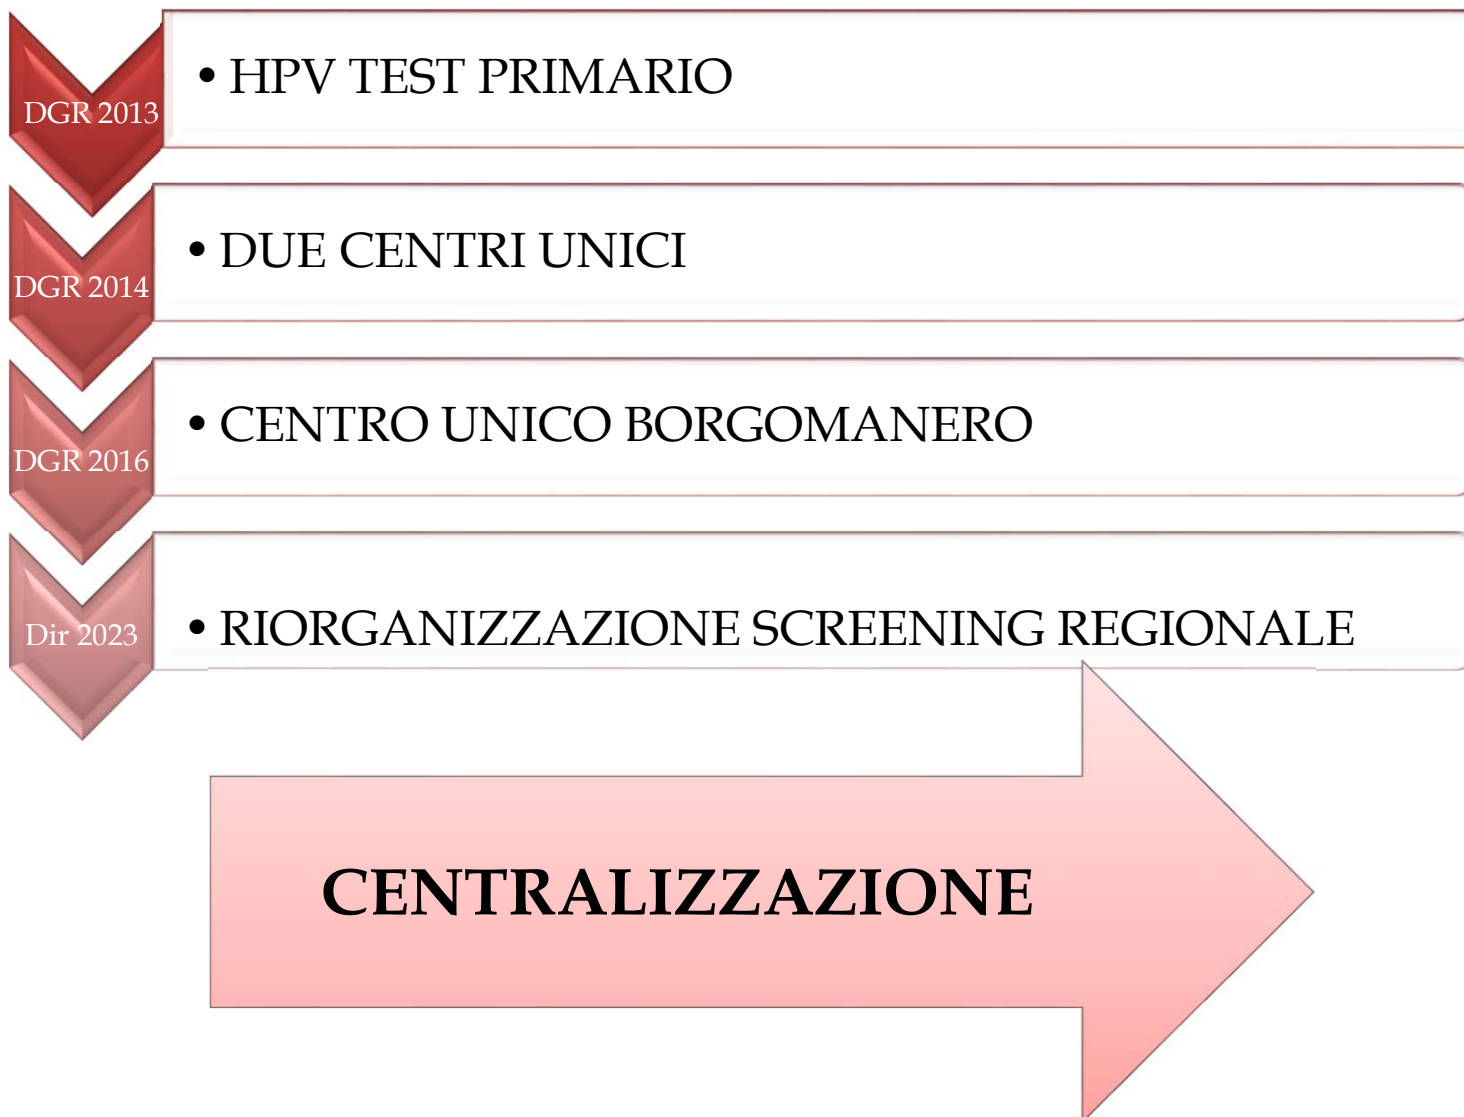 DGR 2013
• HPV TEST PRIMARIO
DGR 2014
• DUE CENTRI UNICI
DGR 2016
• CENTRO UNICO BORGOMANERO
Dir 2023
• RIORGANIZZAZIONE SCREENING REGIONALE
CENTRALIZZAZIONE